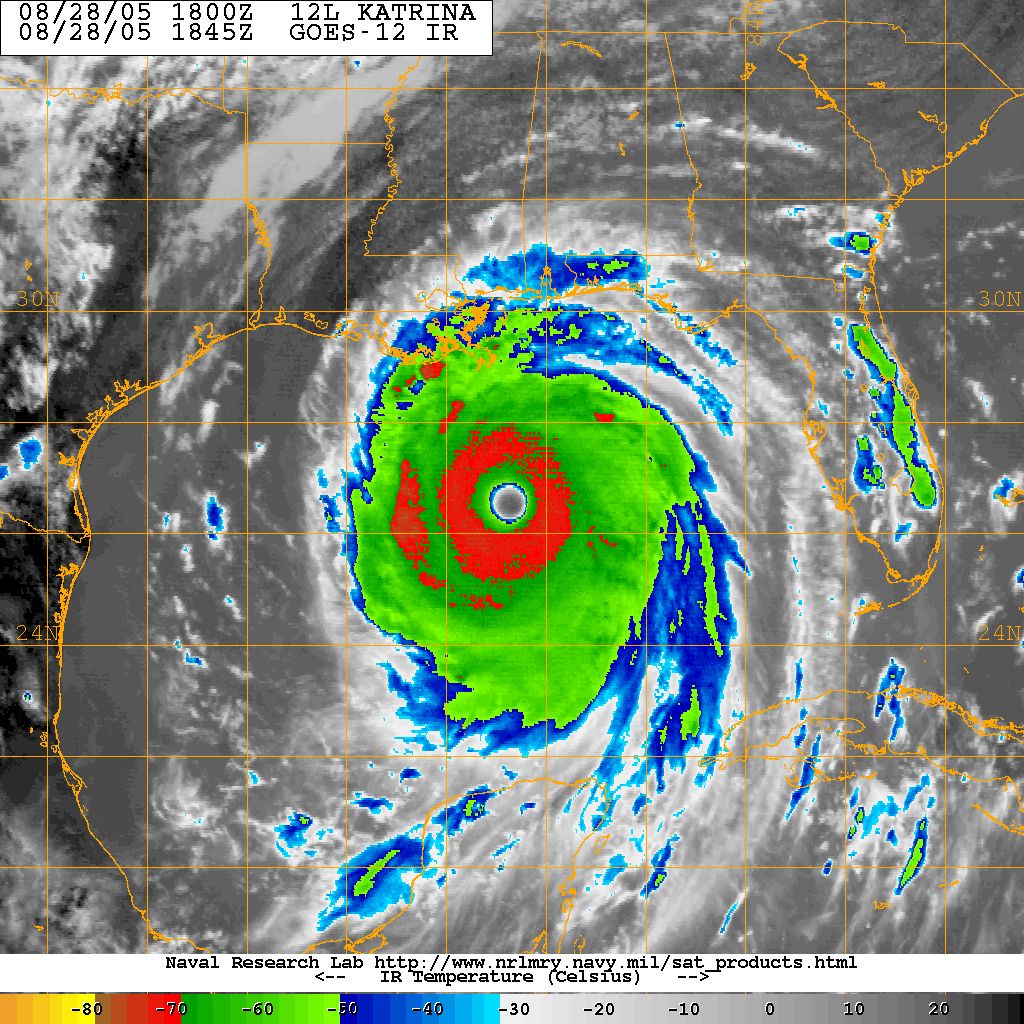 08/28/05 1800Z 12L KATRINA
08/28/05 1845Z GOES-12 IR
30N 30N
24N 24N
Naval Research Lab http://www.nrlmry.navy.mil/sat_products.html
<-- IR Temperature (Celsius) -->
-80 -70 -60 -50 -40 -30 -20 -10 0 10 20